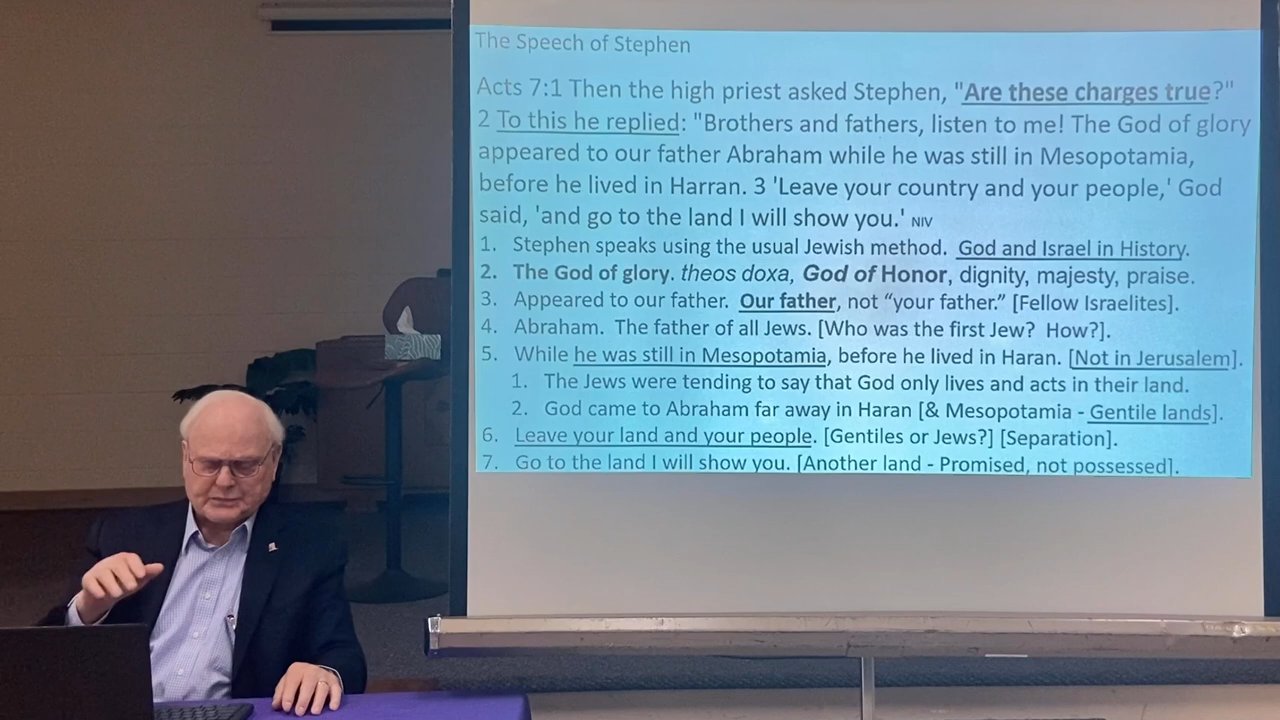 The Speech of Stephen
Acts 7:1 Then the high priest asked Stephen, "Are these charges true?"
2 To this he replied: "Brothers and fathers, listen to me! The God of glory
appeared to our father Abraham while he was still in Mesopotamia,
before he lived in Harran. 3 'Leave your country and your people,' God
said, 'and go to the land I will show you.' NIV
1. Stephen speaks using the usual Jewish method. God and Israel in History.
2. The God of glory. theos doxa, God of Honor, dignity, majesty, praise.
3. Appeared to our father. Our father, not “your father.” [Fellow Israelites].
4. Abraham. The father of all Jews. [Who was the first Jew? How?].
5. While he was still in Mesopotamia, before he lived in Haran. [Not in Jerusalem].
1. The Jews were tending to say that God only lives and acts in their land.
2. God came to Abraham far away in Haran [& Mesopotamia - Gentile lands].
6. Leave your land and your people. [Gentiles or Jews?] [Separation].
7. Go to the land I will show you. [Another land - Promised, not possessed].